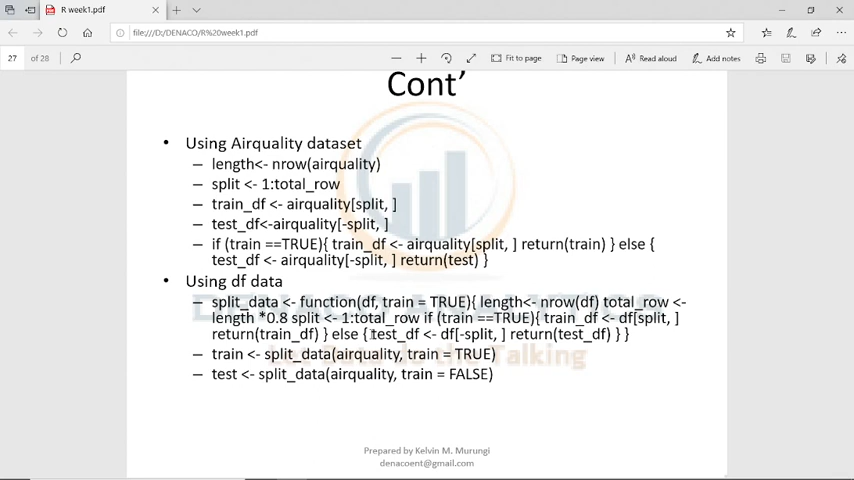 R week1.pdf
file:///D:/DENACO/R%20week1.pdf
27 of 28
Fit to page
Page view
Read aloud
Add notes
Cont'
• Using Airquality dataset
– length<- nrow(airquality)
– split <- 1:total_row
– train_df <- airquality[split, ]
– test_df<-airquality[-split, ]
– if (train ==TRUE){ train_df <- airquality[split, ] return(train) } else {
test_df <- airquality[-split, ] return(test) }
• Using df data
– split_data <- function(df, train = TRUE){ length<- nrow(df) total_row <-
length *0.8 split <- 1:total_row if (train ==TRUE){ train_df <- df[split, ]
return(train_df) } else { test_df <- df[-split, ] return(test_df) } }
– train <- split_data(airquality, train = TRUE)
– test <- split_data(airquality, train = FALSE)
Prepared by Kelvin M. Murungi
denacoent@gmail.com